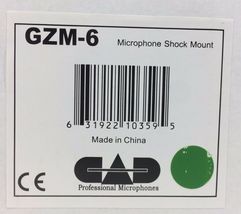 GZM-6 Microphone Shock Mount
6 31922 10359 5
Made in China
CAD
Professional Microphones
CE